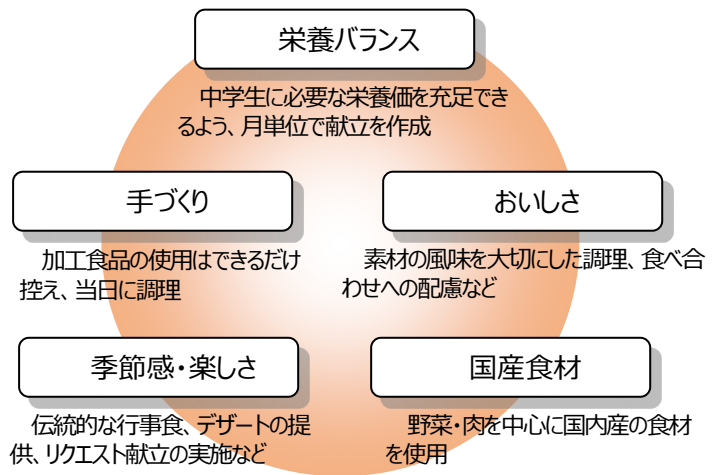 栄養バランス
中学生に必要な栄養価を充足でき
るよう、月単位で献立を作成
手づくり
加工食品の使用はできるだけ
控え、当日に調理
おいしさ
素材の風味を大切にした調理、食べ合
わせへの配慮など
季節感・楽しさ
伝統的な行事食、デザートの提
供、リクエスト献立の実施など
国産食材
野菜・肉を中心に国内産の食材
を使用